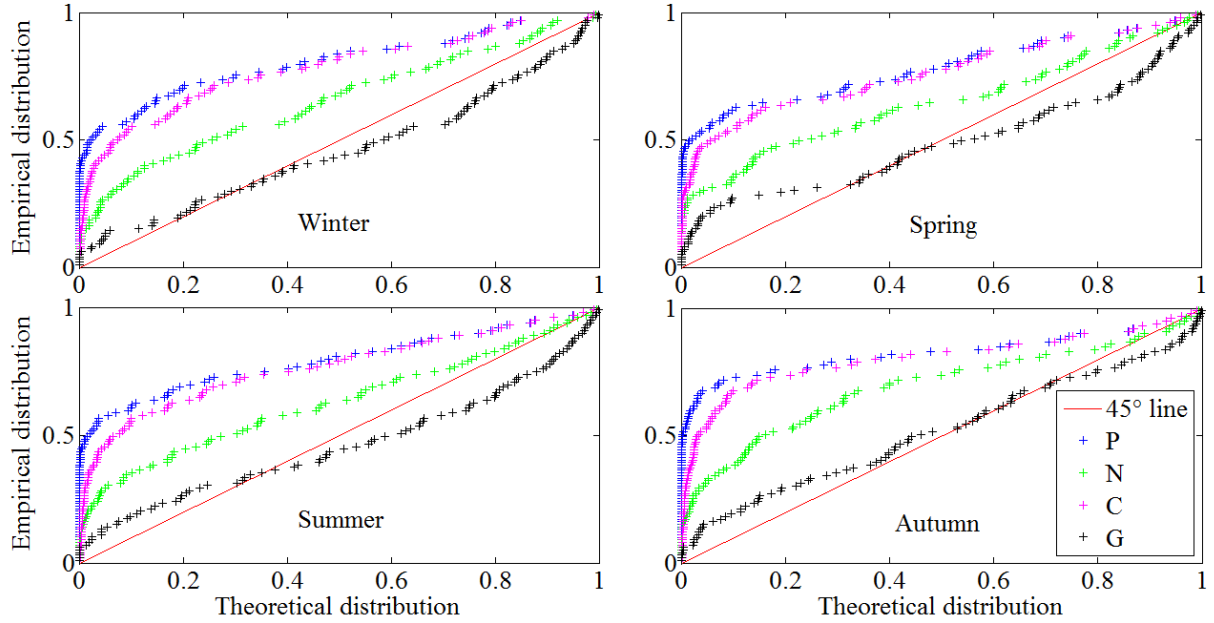 1
Empirical distribution
0.5
Winter
0
0 0.2 0.4 0.6 0.8 1
1
0.5
Spring
0
0 0.2 0.4 0.6 0.8 1
1
Empirical distribution
0.5
Summer
0
0 0.2 0.4 0.6 0.8 1
Theoretical distribution
1
0.5
Autumn
0
0 0.2 0.4 0.6 0.8 1
Theoretical distribution
45° line
P
N
C
G